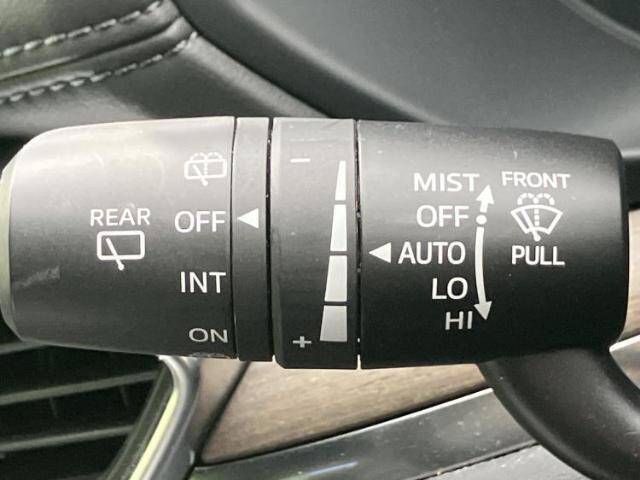 REAR
OFF
INT
ON
−
+
MIST
OFF
AUTO
LO
HI
FRONT
PULL